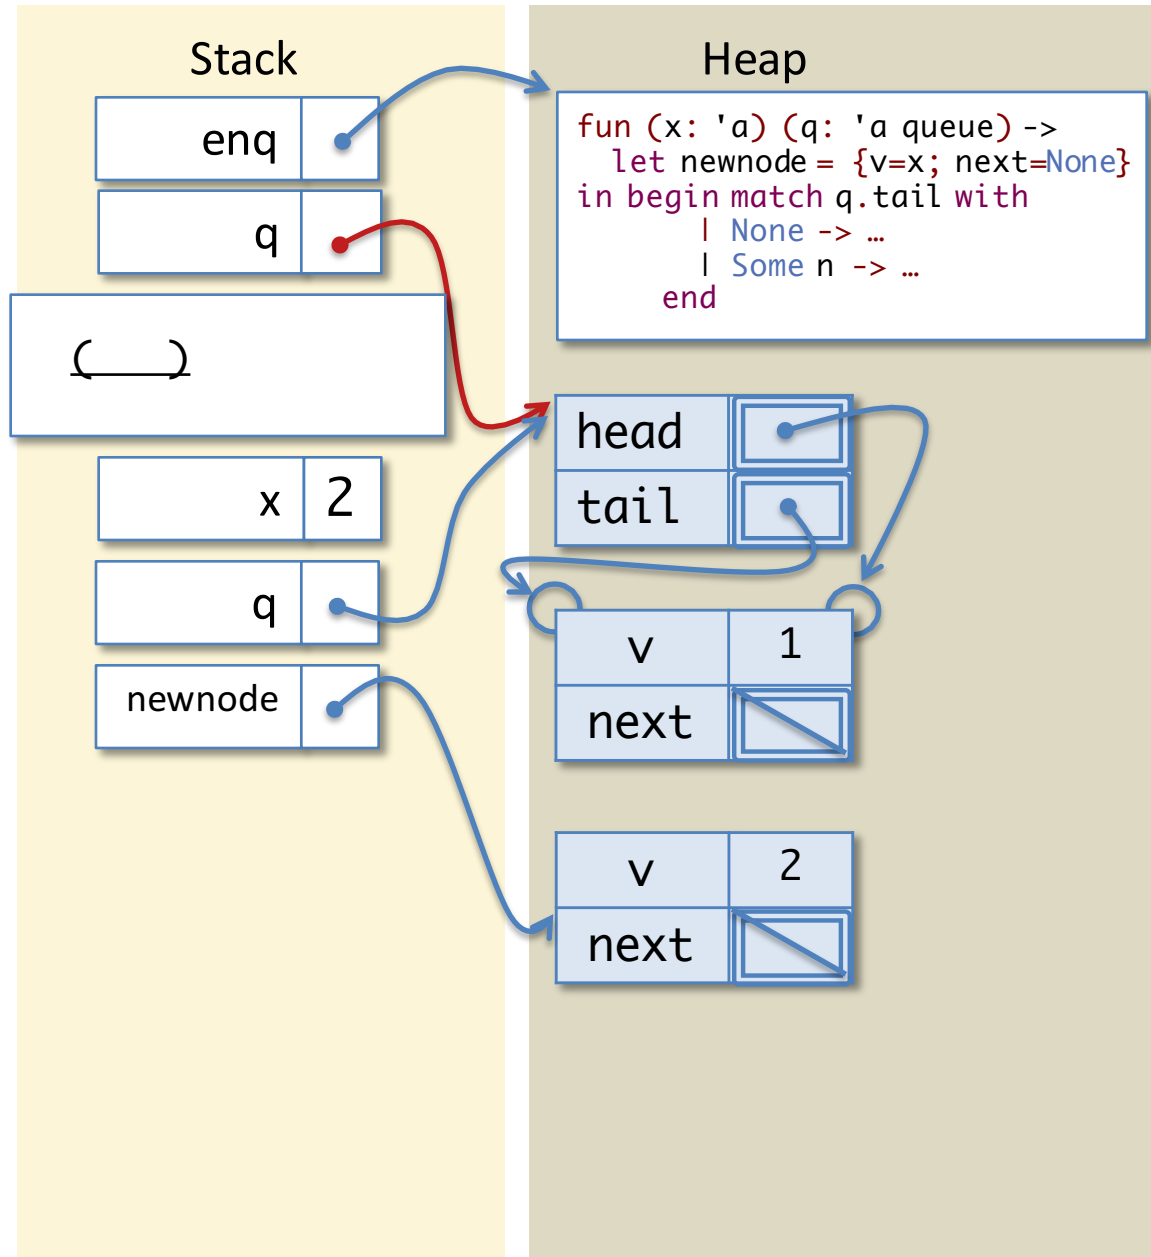 Stack
enq
q
(____)
x 2
q
newnode
Heap
fun (x: 'a) (q: 'a queue) ->
let newnode = {v=x; next=None}
in begin match q.tail with
| None -> …
| Some n -> …
end
head
tail
v 1
next
v 2
next